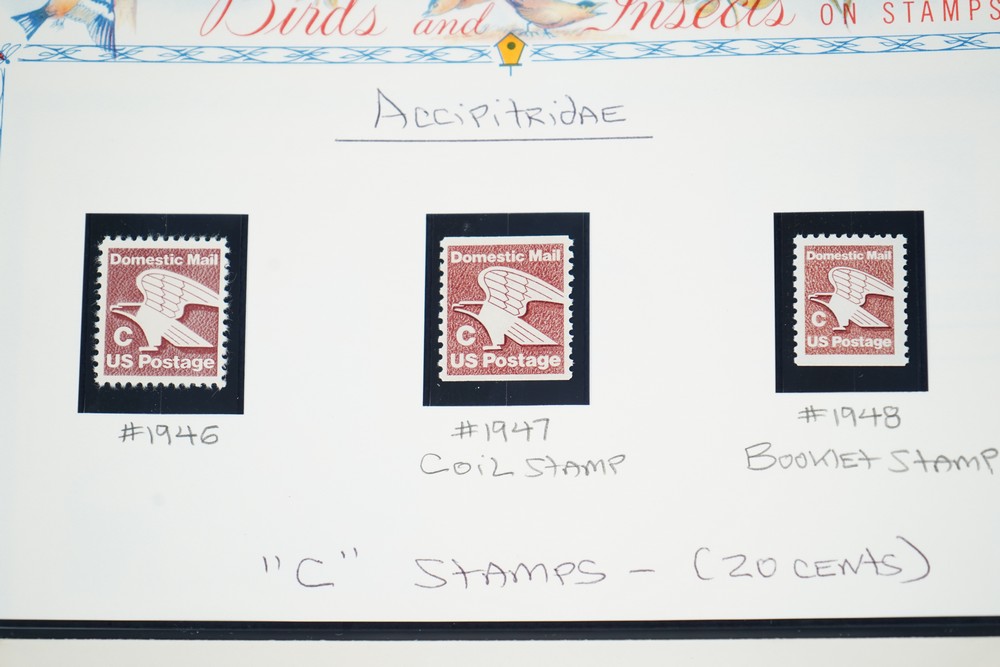 Birds and Insects ON STAMPS
Accipitridae
Domestic Mail
C
US Postage
Domestic Mail
C
US Postage
Domestic Mail
C
US Postage
#1946
#1947
Coil Stamp
#1948
Booklet Stamp
"C" Stamps - (20 cents)